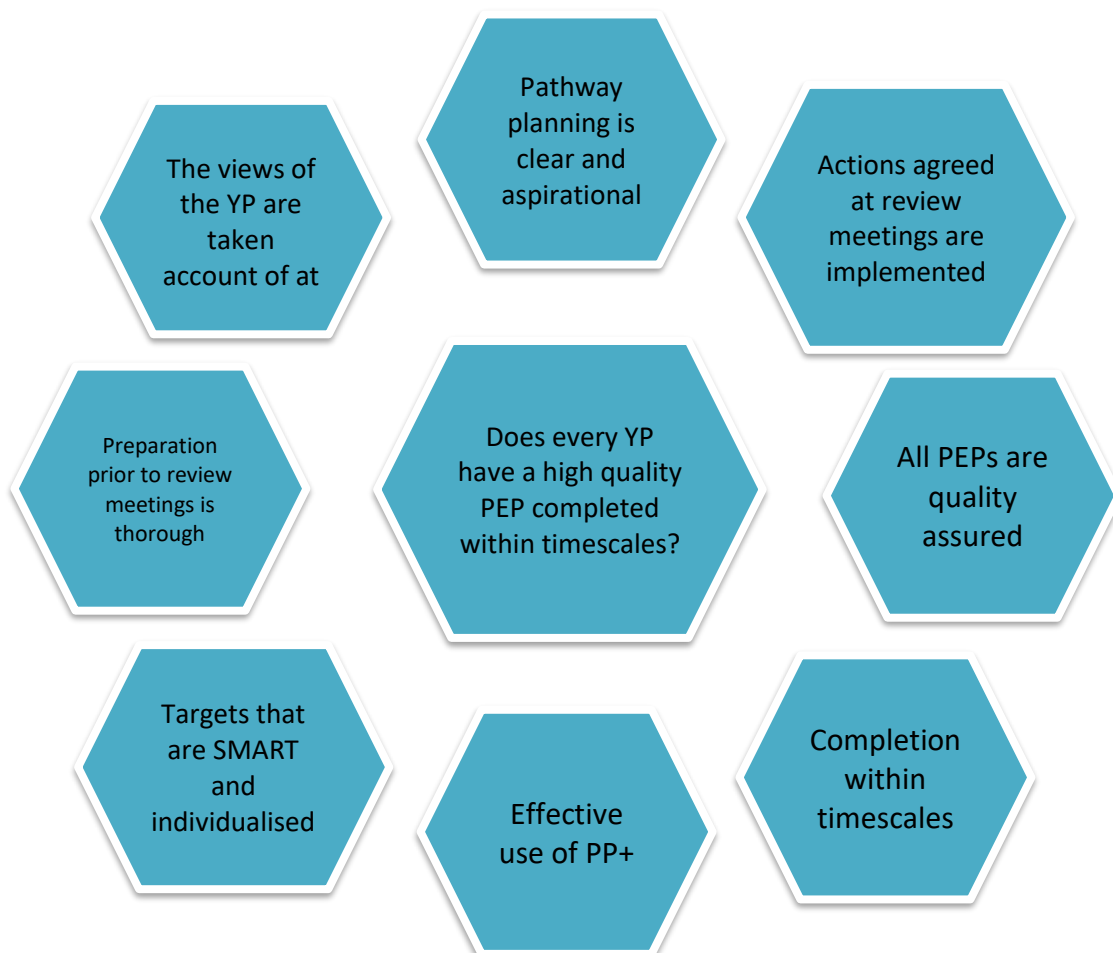 Pathway
planning is
clear and
aspirational
The views of
the YP are
taken
account of at
Actions agreed
at review
meetings are
implemented
Preparation
prior to review
meetings is
thorough
Does every YP
have a high quality
PEP completed
within timescales?
All PEPs are
quality
assured
Targets that
are SMART
and
individualised
Effective
use of PP+
Completion
within
timescales